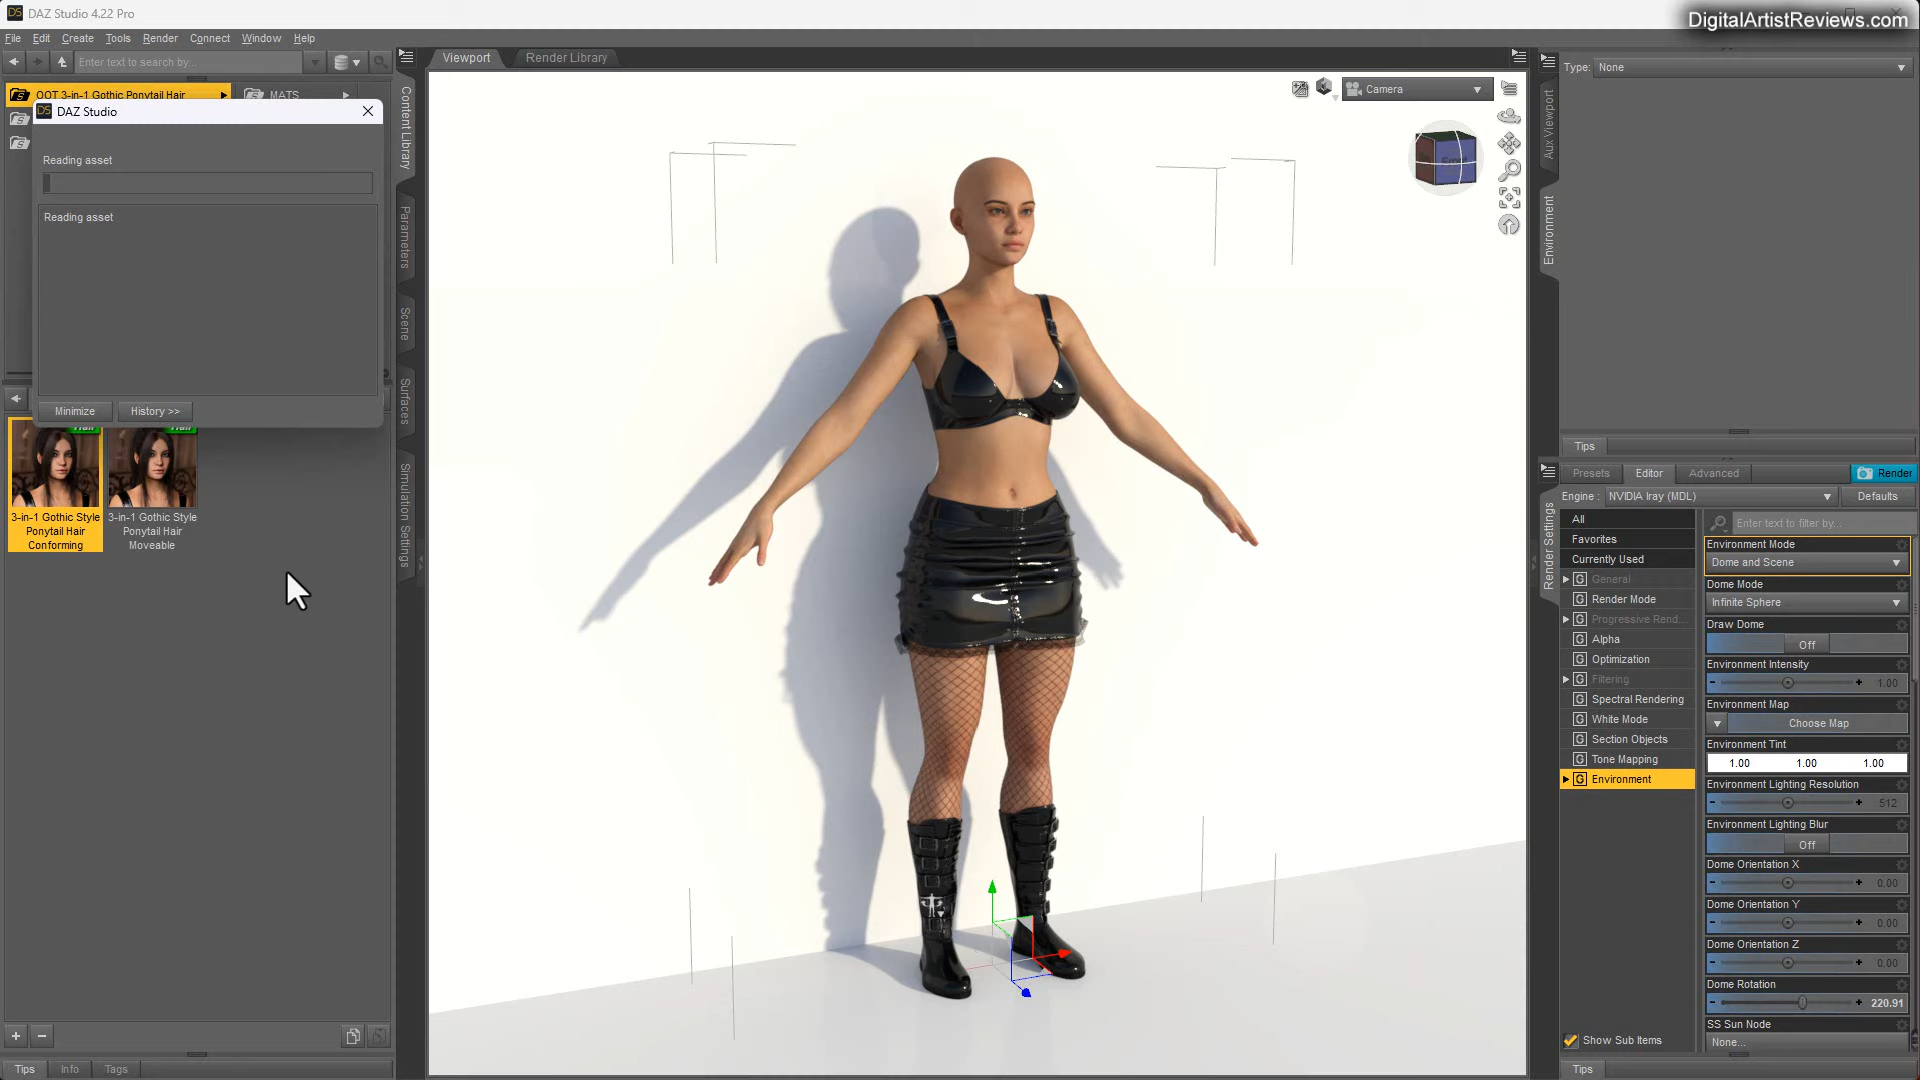 DAZ Studio 4.22 Pro
DigitalArtistReviews.com
File Edit Create Tools Render Connect Window Help
Enter text to search by...
OOT 3-in-1 Gothic Ponytail Hair
MATS
DAZ Studio
Reading asset
Reading asset
Minimize
History >>
3-in-1 Gothic Style
Ponytail Hair
Conforming
3-in-1 Gothic Style
Ponytail Hair
Moveable
Tips
Info
Tags
Content Library
Parameters
Scene
Surfaces
Simulation Settings
Viewport
Render Library
Camera
Aux Viewport
Environment
Type: None
Tips
Presets
Editor
Advanced
Render
Engine : NVIDIA Iray (MDL)
Defaults
Render Settings
All
Favorites
Currently Used
General
Render Mode
Progressive Rend...
Alpha
Optimization
Filtering
Spectral Rendering
White Mode
Section Objects
Tone Mapping
Environment
Show Sub Items
Enter text to filter by...
Environment Mode
Dome and Scene
Dome Mode
Infinite Sphere
Draw Dome
Off
Environment Intensity
1.00
Environment Map
Choose Map
Environment Tint
1.00 1.00 1.00
Environment Lighting Resolution
512
Environment Lighting Blur
Off
Dome Orientation X
0.00
Dome Orientation Y
0.00
Dome Orientation Z
0.00
Dome Rotation
220.91
SS Sun Node
None...
Tips